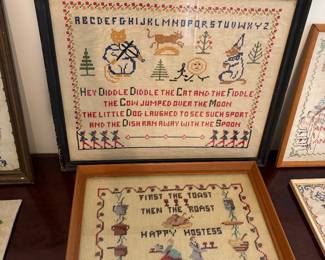 ABCDEFGHIJKLMNOPQRSTUVWXYZ
HEY DIDDLE DIDDLE THE CAT AND THE FIDDLE
THE COW JUMPED OVER THE MOON
THE LITTLE DOG LAUGHED TO SEE SUCH SPORT
AND THE DISH RAN AWAY WITH THE SPOON
FIRST THE TOAST
THEN THE ROAST
HAPPY HOSTESS